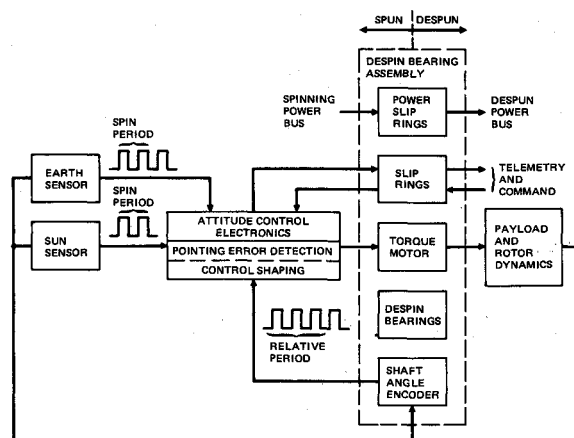 SPUN
DESPUN
DESPIN BEARING
ASSEMBLY
SPINNING
POWER
BUS
POWER
SLIP
RINGS
DESPUN
POWER
BUS
SPIN
PERIOD
EARTH
SENSOR
SPIN
PERIOD
SUN
SENSOR
SLIP
RINGS
TELEMETRY
AND
COMMAND
ATTITUDE CONTROL
ELECTRONICS
POINTING ERROR DETECTION
CONTROL SHAPING
TORQUE
MOTOR
PAYLOAD
AND
ROTOR
DYNAMICS
DESPIN
BEARINGS
RELATIVE
PERIOD
SHAFT
ANGLE
ENCODER